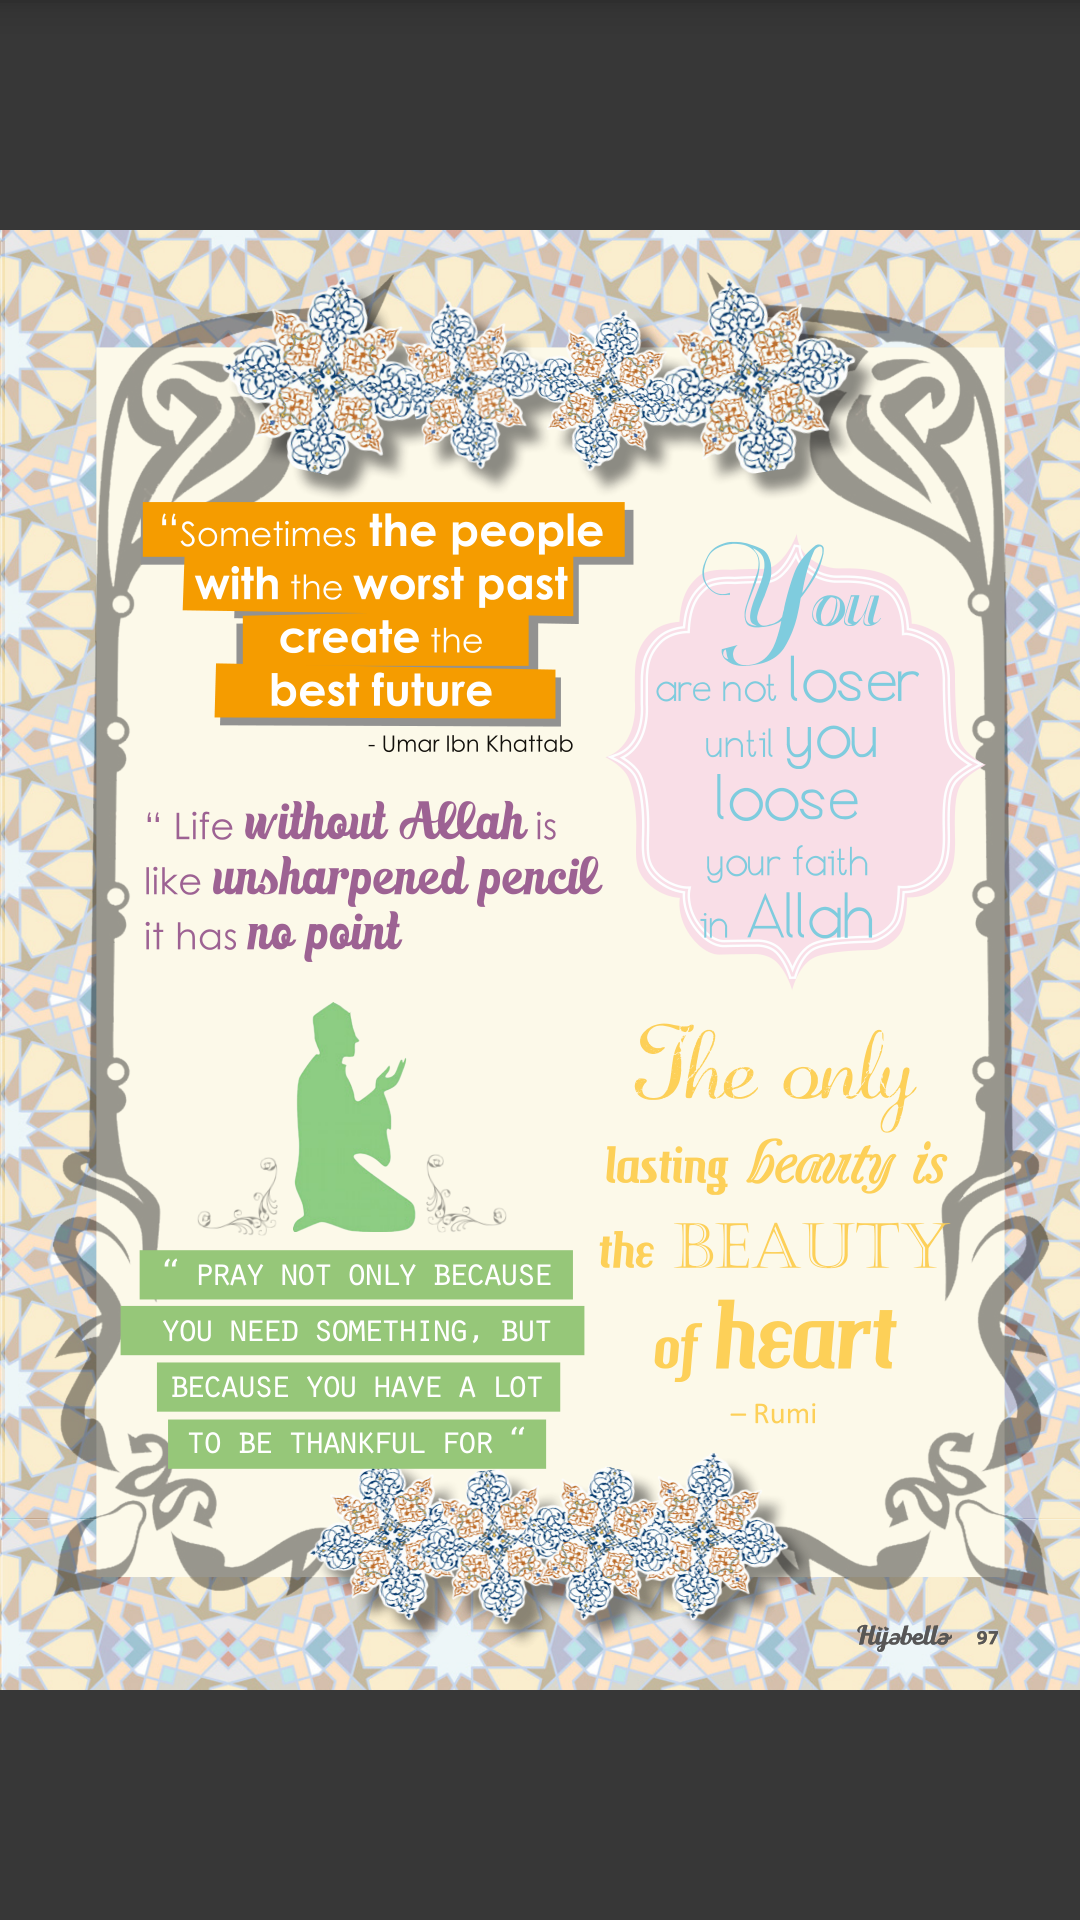 “Sometimes the people
with the worst past
create the
best future
- Umar Ibn Khattab
You
are not loser
until you
loose
your faith
in Allah
“ Life without Allah is
like unsharpened pencil
it has no point
“ PRAY NOT ONLY BECAUSE
YOU NEED SOMETHING, BUT
BECAUSE YOU HAVE A LOT
TO BE THANKFUL FOR “
The only
lasting beauty is
the BEAUTY
of heart
– Rumi
Hijabella 97